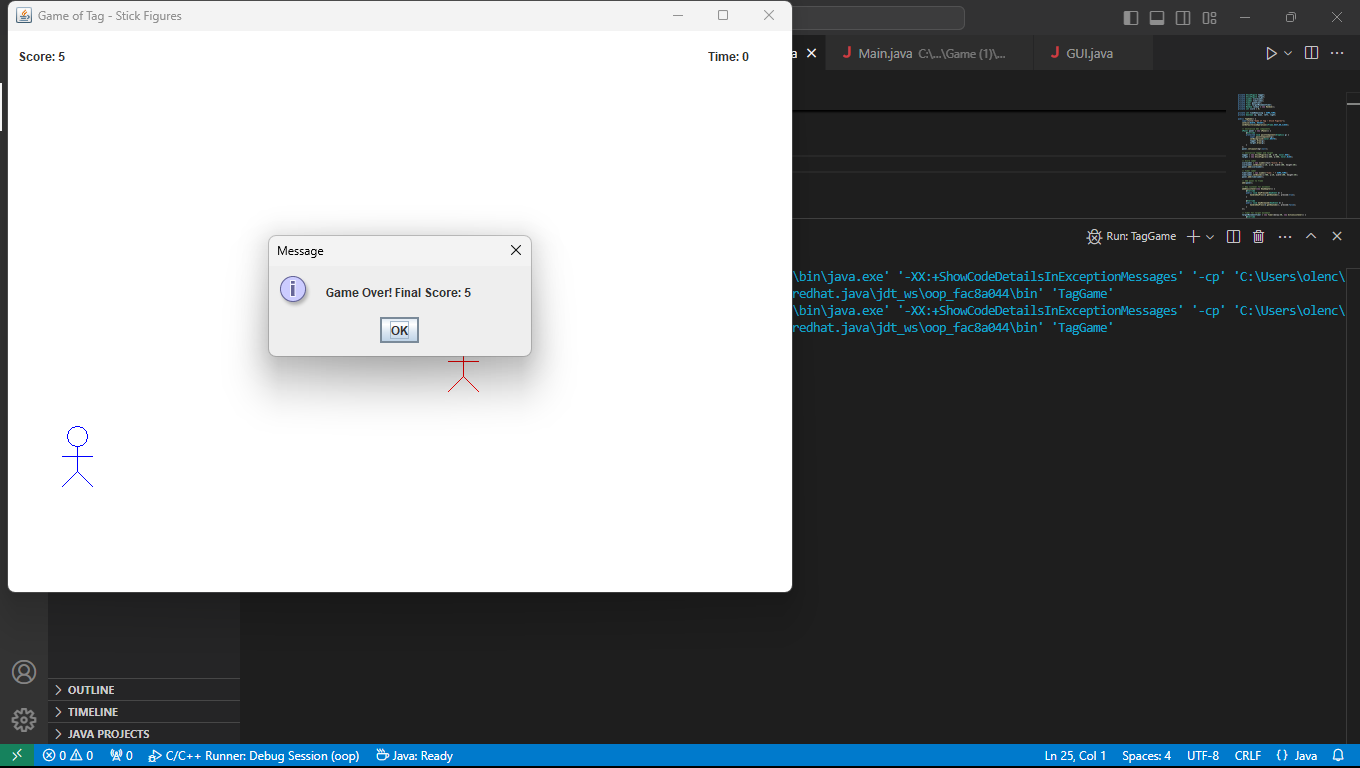 Game of Tag - Stick Figures
Score: 5
Time: 0
Message
Game Over! Final Score: 5
OK
a
Main.java C:\...\Game (1)\...
GUI.java
Run: TagGame
\bin\java.exe' '-XX:+ShowCodeDetailsInExceptionMessages' '-cp' 'C:\Users\olenc\
redhat.java\jdt_ws\oop_fac8a044\bin' 'TagGame'
\bin\java.exe' '-XX:+ShowCodeDetailsInExceptionMessages' '-cp' 'C:\Users\olenc\
redhat.java\jdt_ws\oop_fac8a044\bin' 'TagGame'
OUTLINE
TIMELINE
JAVA PROJECTS
0 0 0 C/C++ Runner: Debug Session (oop) Java: Ready Ln 25, Col 1 Spaces: 4 UTF-8 CRLF {} Java